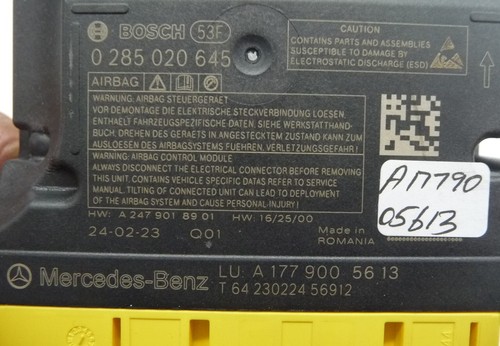 BOSCH 53F
0 285 020 645
CAUTION
CONTAINS PARTS AND ASSEMBLIES
SUSCEPTIBLE TO DAMAGE BY
ELECTROSTATIC DISCHARGE (ESD)
AIRBAG
WARNUNG: AIRBAG STEUERGERAET
VOR DEMONTAGE DIE ELEKTRISCHE STECKVERBINDUNG LOESEN.
ENTHAELT FAHRZEUGSPEZIFISCHE DATEN. SIEHE WERKSTATTHAND-
BUCH. DREHEN DES GERAETS IN ANGESTECKTEM ZUSTAND KANN ZUM
AUSLOESEN DES AIRBAGSYSTEMS FUEHREN. VERLETZUNGSGEFAHR!
WARNING: AIRBAG CONTROL MODULE
ALWAYS DISCONNECT THE ELECTRICAL CONNECTOR BEFORE REMOVING
THIS UNIT. CONTAINS VEHICLE SPECIFIC DATAS REFER TO SERVICE
MANUAL. TILTING OF CONNECTED UNIT CAN LEAD TO DEPLOYMENT
OF THE AIRBAG SYSTEM AND CAUSE PERSONAL INJURY!
A17790
05613
HW: A 247 901 89 01 HW: 16/25/00
24-02-23 Q01
Made in
ROMANIA
Mercedes-Benz LU A 177 900 56 13
T 64 230224 56912